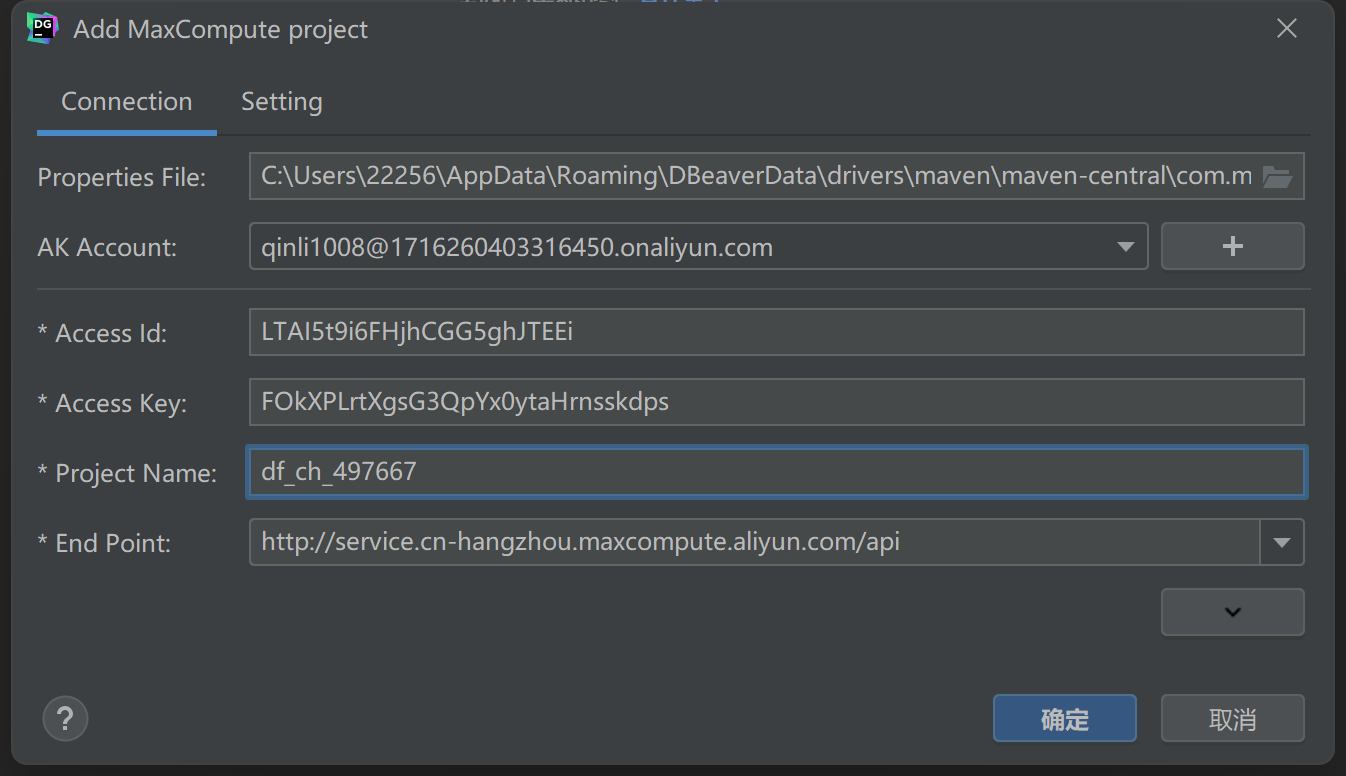 DG
Add MaxCompute project
Connection Setting
Properties File: C:\Users\22256\AppData\Roaming\DBeaverData\drivers\maven\maven-central\com.m
AK Account: qinli1008@1716260403316450.onaliyun.com +
* Access Id: LTAI5t9i6FHjhCGG5ghJTEEi
* Access Key: FOkXPLrtXgsG3QpYx0ytaHrnsskdps
* Project Name: df_ch_497667
* End Point: http://service.cn-hangzhou.maxcompute.aliyun.com/api
? 确定 取消